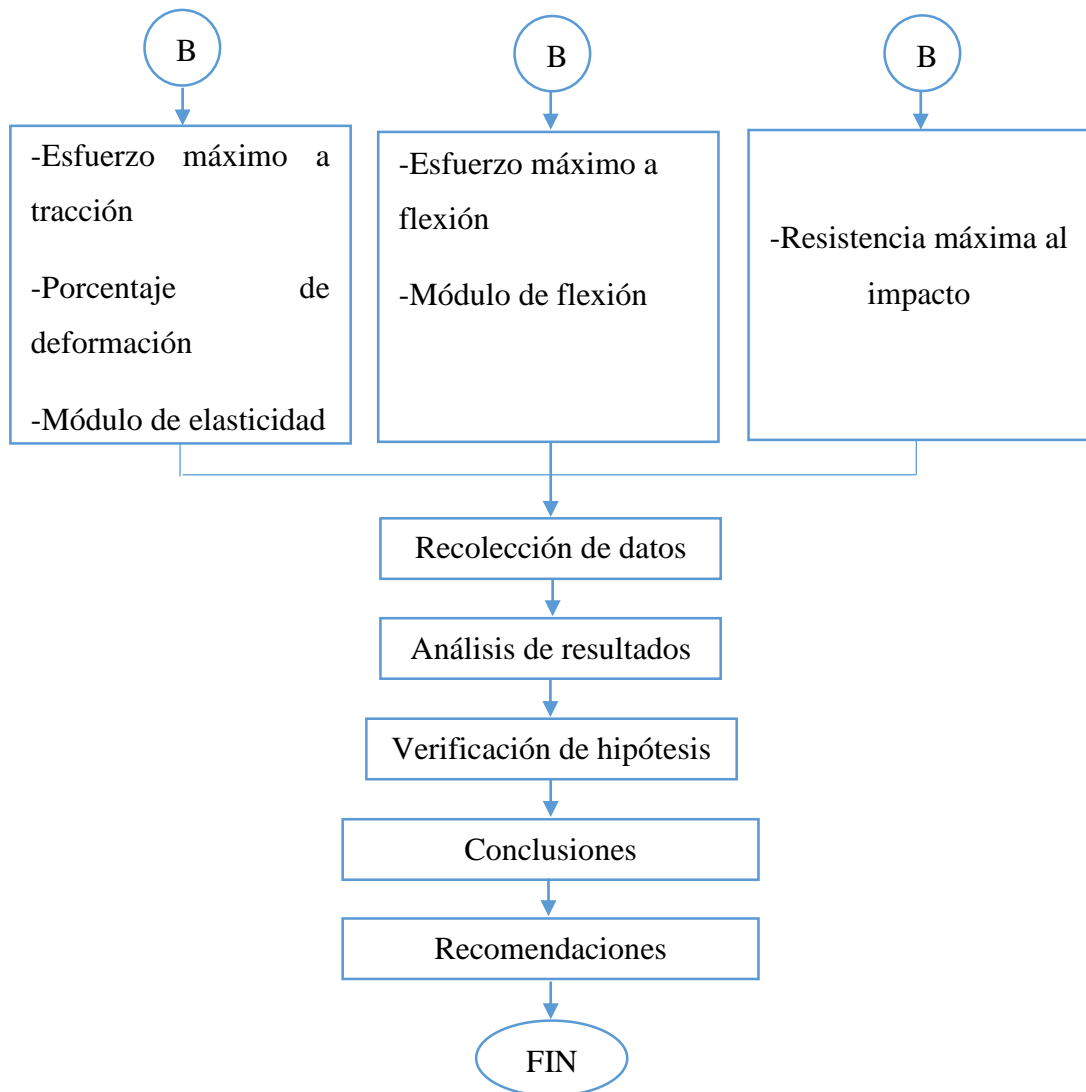 B
B
B
-Esfuerzo máximo a
tracción
-Porcentaje de
deformación
-Módulo de elasticidad
-Esfuerzo máximo a
flexión
-Módulo de flexión
-Resistencia máxima al
impacto
Recolección de datos
Análisis de resultados
Verificación de hipótesis
Conclusiones
Recomendaciones
FIN